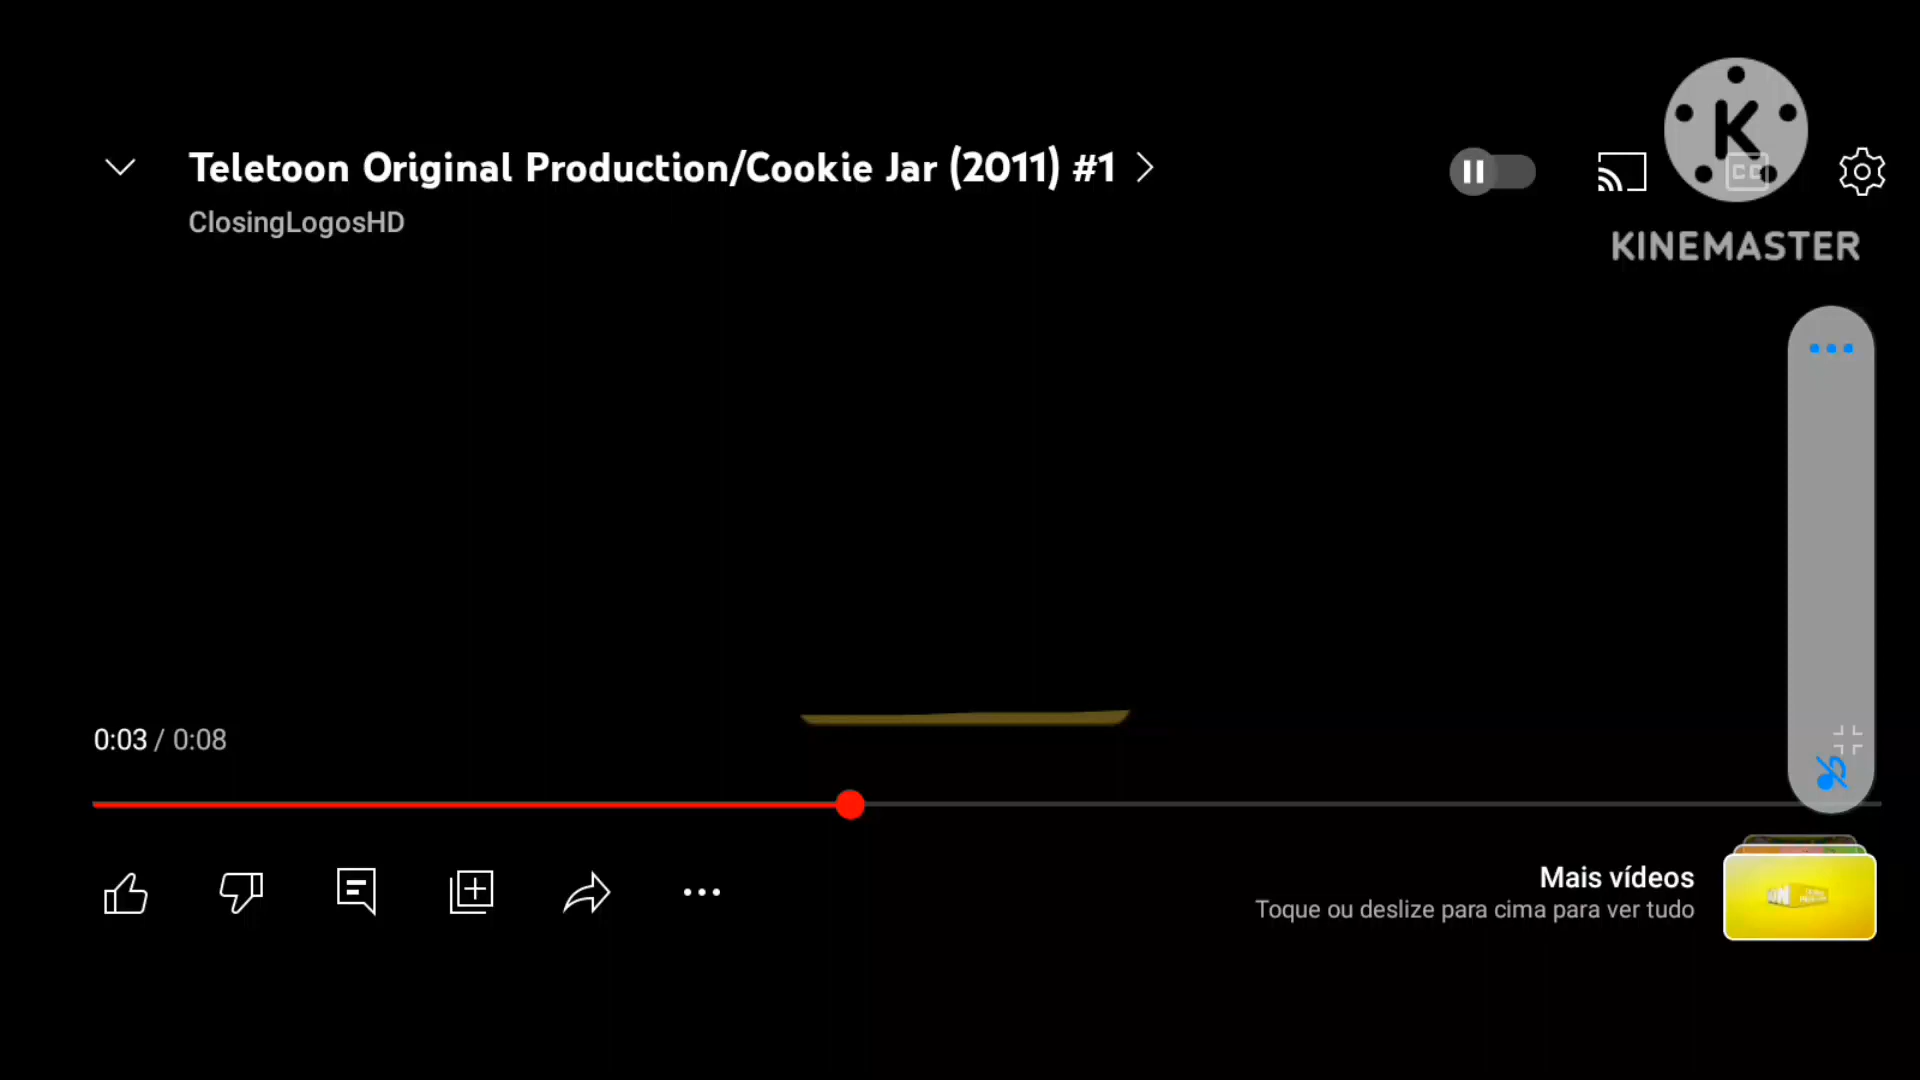 Teletoon Original Production/Cookie Jar (2011) #1
ClosingLogosHD
K
CC
KINEMASTER
0:03 / 0:08
Mais vídeos
Toque ou deslize para cima para ver tudo